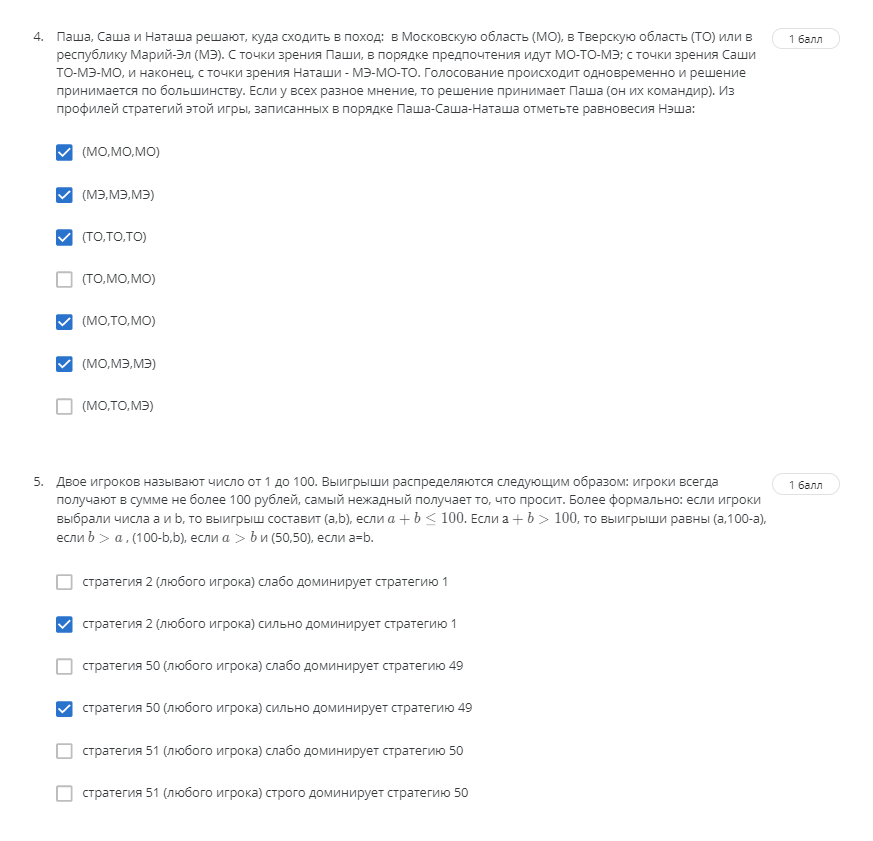 4. Паша, Саша и Наташа решают, куда сходить в поход: в Московскую область (МО), в Тверскую область (ТО) или в
1 балл
республику Марий-Эл (МЭ). С точки зрения Паши, в порядке предпочтения идут МО-ТО-МЭ; с точки зрения Саши
ТО-МЭ-МО, и наконец, с точки зрения Наташи - МЭ-МО-ТО. Голосование происходит одновременно и решение
принимается по большинству. Если у всех разное мнение, то решение принимает Паша (он их командир). Из
профилей стратегий этой игры, записанных в порядке Паша-Саша-Наташа отметьте равновесия Нэша:
(МО,МО,МО)
(МЭ,МЭ,МЭ)
(ТО,ТО,ТО)
(ТО,МО,МО)
(МО,ТО,МО)
(МО,МЭ,МЭ)
(МО,ТО,МЭ)
5. Двое игроков называют число от 1 до 100. Выигрыши распределяются следующим образом: игроки всегда
1 балл
получают в сумме не более 100 рублей, самый нежадный получает то, что просит. Более формально: если игроки
выбрали числа a и b, то выигрыш составит (a,b), если a + b ≤ 100. Если a + b > 100, то выигрыши равны (a,100-a),
если b > a , (100-b,b), если a > b и (50,50), если a=b.
стратегия 2 (любого игрока) слабо доминирует стратегию 1
стратегия 2 (любого игрока) сильно доминирует стратегию 1
стратегия 50 (любого игрока) слабо доминирует стратегию 49
стратегия 50 (любого игрока) сильно доминирует стратегию 49
стратегия 51 (любого игрока) слабо доминирует стратегию 50
стратегия 51 (любого игрока) строго доминирует стратегию 50